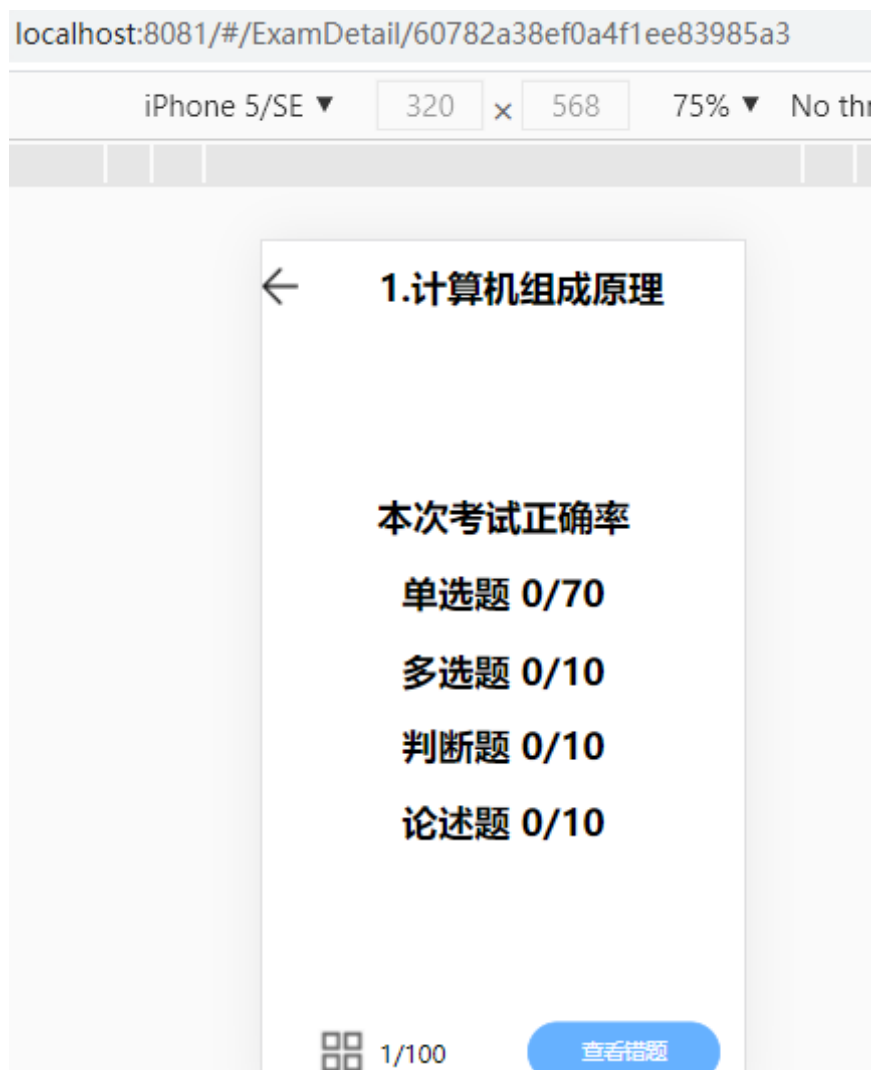 localhost:8081/#/ExamDetail/60782a38ef0a4f1ee83985a3
iPhone 5/SE ▼ 320 × 568 75% ▼ No
1.计算机组成原理
本次考试正确率
单选题 0/70
多选题 0/10
判断题 0/10
论述题 0/10
1/100 查看错题